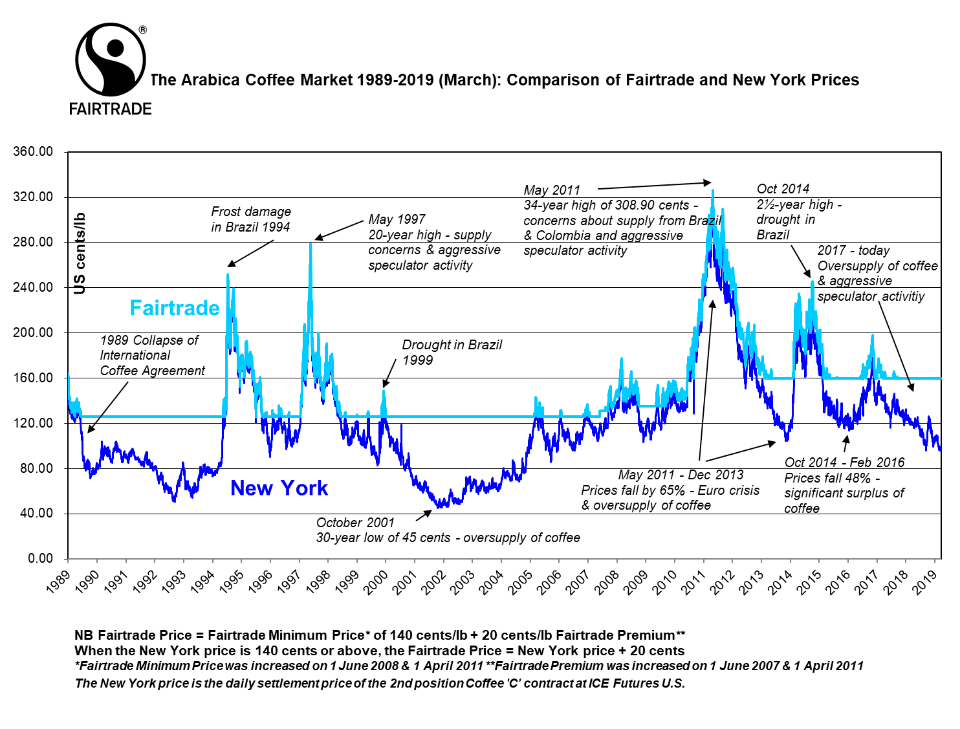 ®
FAIRTRADE
The Arabica Coffee Market 1989-2019 (March): Comparison of Fairtrade and New York Prices
360.00
320.00
280.00
240.00
200.00
160.00
120.00
80.00
40.00
0.00
US cents/lb
Frost damage
in Brazil 1994
May 1997
20-year high - supply
concerns & aggressive
speculator activity
May 2011
34-year high of 308.90 cents -
concerns about supply from Brazil
& Colombia and aggressive
speculator activity
Oct 2014
2½-year high -
drought in
Brazil
2017 - today
Oversupply of coffee
& aggressive
speculator activitiy
Fairtrade
1989 Collapse of
International
Coffee Agreement
Drought in Brazil
1999
New York
October 2001
30-year low of 45 cents - oversupply of coffee
May 2011 - Dec 2013
Prices fall by 65% - Euro crisis
& oversupply of coffee
Oct 2014 - Feb 2016
Prices fall 48% -
significant surplus of
coffee
1989
1990
1991
1992
1993
1994
1995
1996
1997
1998
1999
2000
2001
2002
2003
2004
2005
2006
2007
2008
2009
2010
2011
2012
2013
2014
2015
2016
2017
2018
2019
NB Fairtrade Price = Fairtrade Minimum Price* of 140 cents/lb + 20 cents/lb Fairtrade Premium**
When the New York price is 140 cents or above, the Fairtrade Price = New York price + 20 cents
*Fairtrade Minimum Price was increased on 1 June 2008 & 1 April 2011 **Fairtrade Premium was increased on 1 June 2007 & 1 April 2011
The New York price is the daily settlement price of the 2nd position Coffee 'C' contract at ICE Futures U.S.